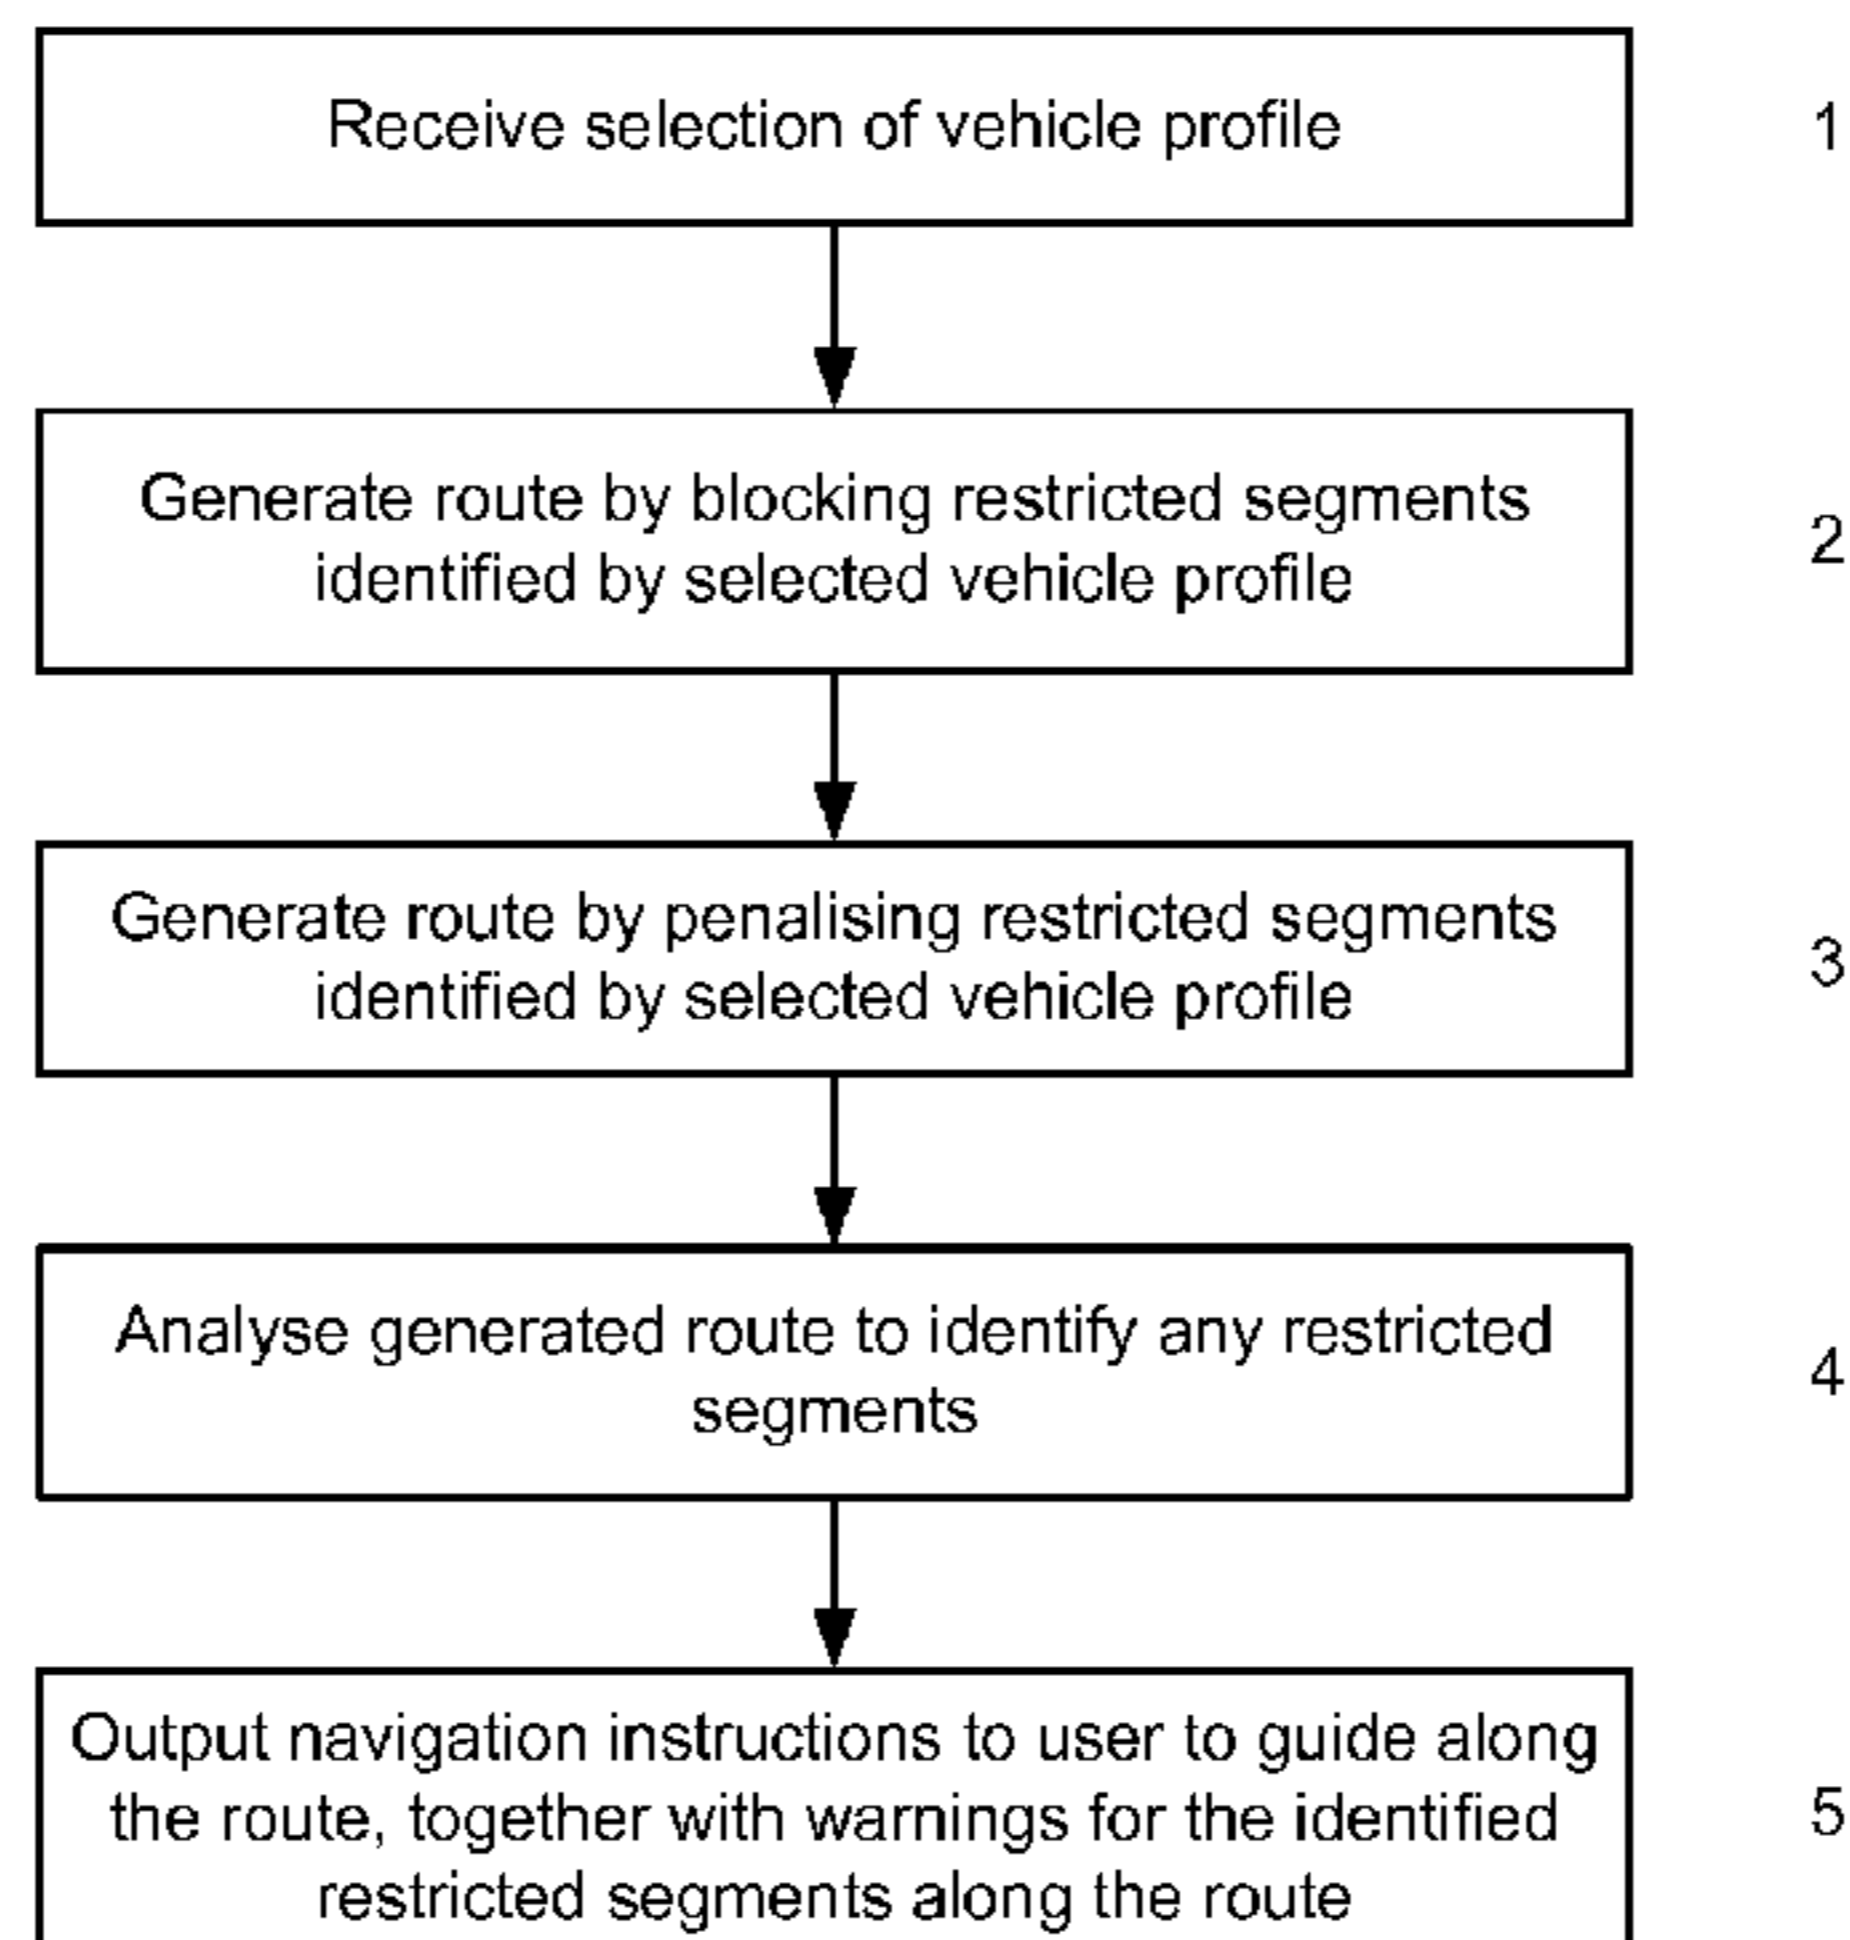 Receive selection of vehicle profile
1
Generate route by blocking restricted segments
identified by selected vehicle profile
2
Generate route by penalising restricted segments
identified by selected vehicle profile
3
Analyse generated route to identify any restricted
segments
4
Output navigation instructions to user to guide along
the route, together with warnings for the identified
restricted segments along the route
5